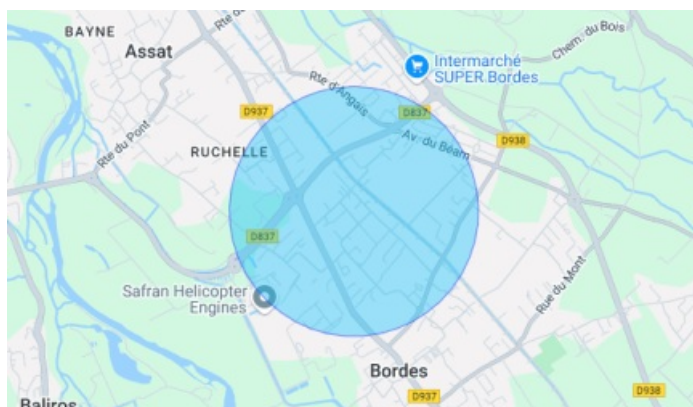 BAYNE
Rte du
Chem. du Bois
Assat
Intermarché
SUPER Bordes
Rte d'Angaïs
D937
D837
Av. du Béarn
Rte du Pont
RUCHELLE
D938
D837
Safran Helicopter
Engines
Rue du Mont
Bordes
D938
D937
Baliros